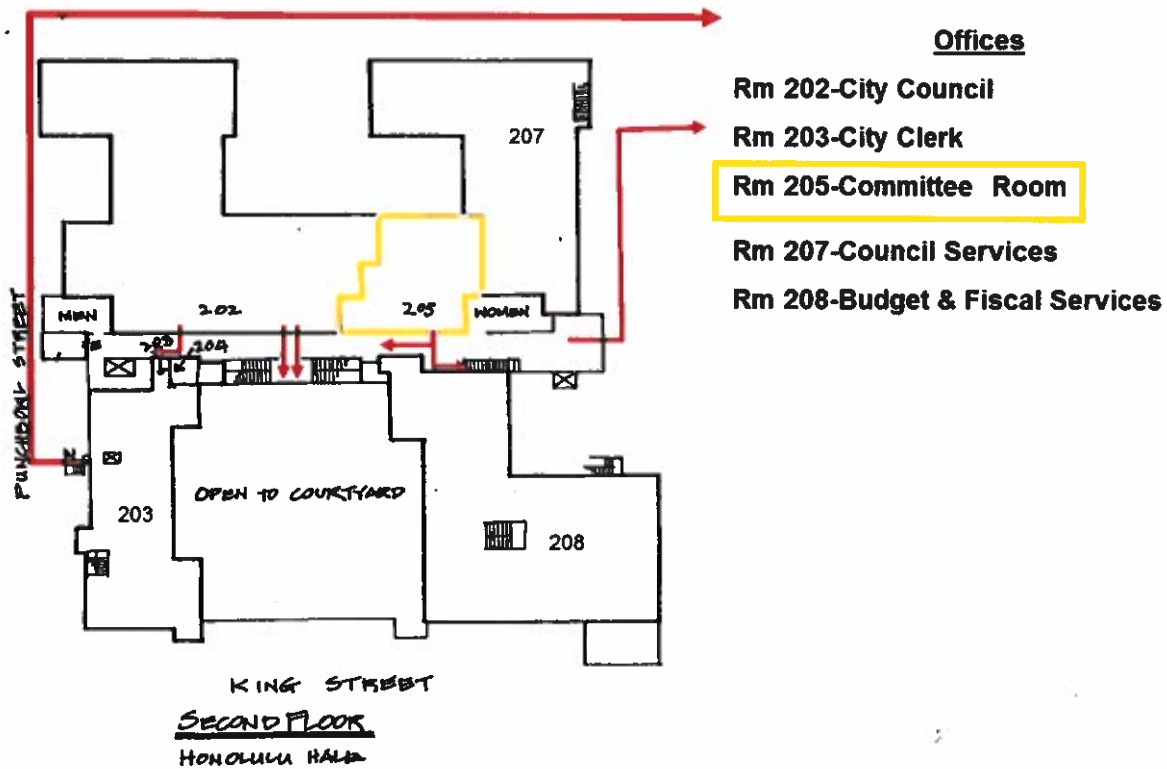 Offices
Rm 202-City Council
Rm 203-City Clerk
Rm 205-Committee Room
Rm 207-Council Services
Rm 208-Budget & Fiscal Services
207
202
205
MEN
WOMEN
203
204
PUNCHBOWL STREET
OPEN TO COURTYARD
203
208
KING STREET
SECOND FLOOR
HONOLULU HALE